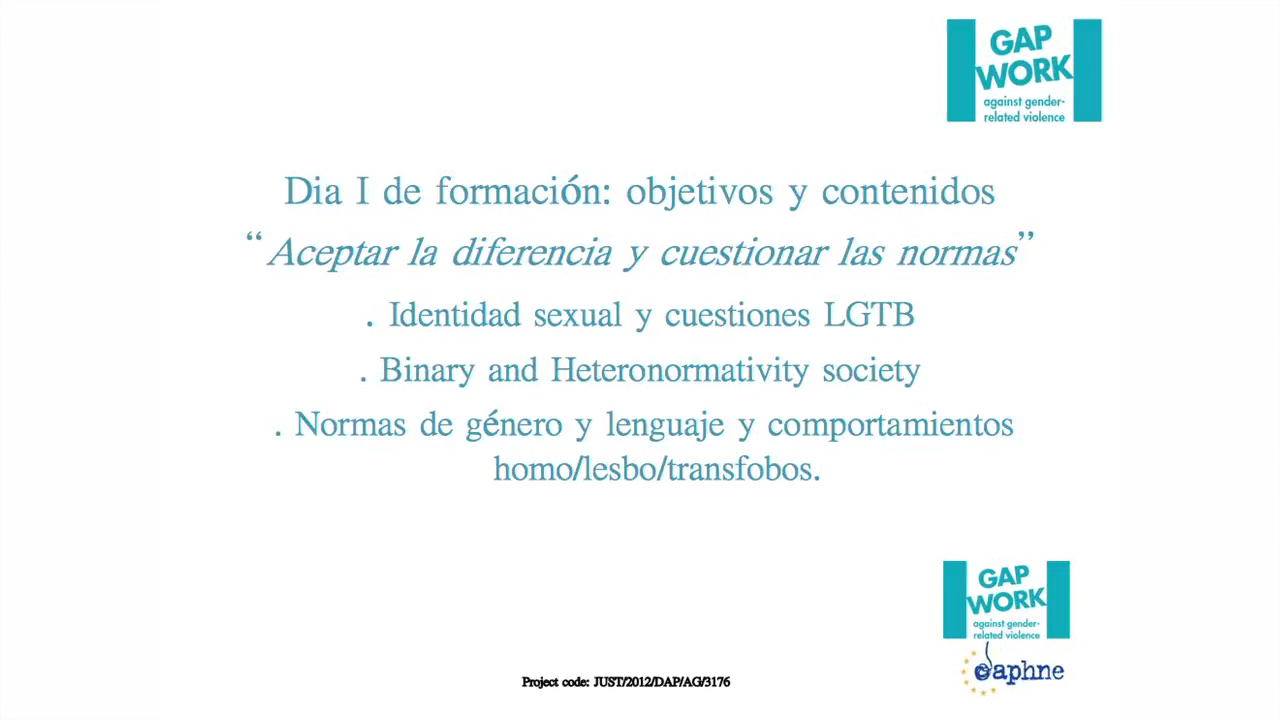 GAP
WORK
against gender-
related violence
Dia I de formación: objetivos y contenidos
“Aceptar la diferencia y cuestionar las normas”
. Identidad sexual y cuestiones LGTB
. Binary and Heteronormativity society
. Normas de género y lenguaje y comportamientos
homo/lesbo/transfobos.
GAP
WORK
against gender-
related violence
daphne
Project code: JUST/2012/DAP/AG/3176